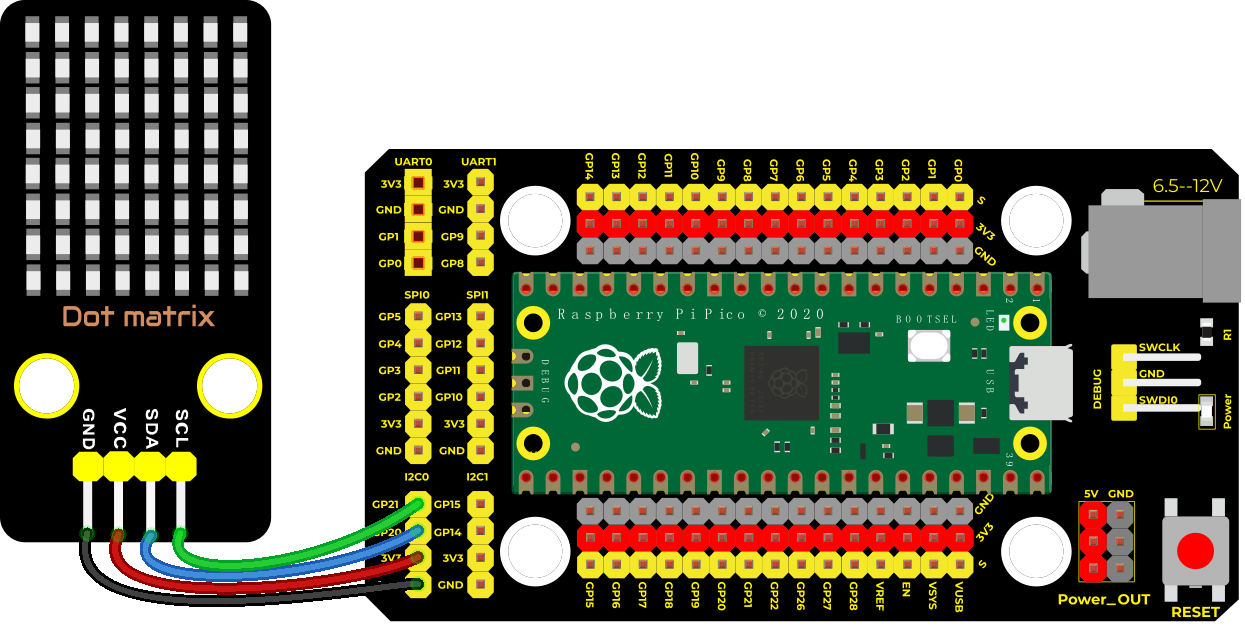 Dot matrix
GND VCC SDA SCL
UART0 UART1
3V3 3V3
GND GND
GP1 GP9
GP0 GP8
SPI0 SPI1
GP5 GP13
GP4 GP12
GP3 GP11
GP2 GP10
3V3 3V3
GND GND
I2C0 I2C1
GP21 GP15
GP20 GP14
3V3 3V3
GND
GP14 GP13 GP12 GP11 GP10 GP9 GP8 GP7 GP6 GP5 GP4 GP3 GP2 GP1 GP0
S
3V3
GND
Raspberry Pi Pico © 2020
BOOTSEL
LED
2 1
DEBUG
USB
39
GND
3V3
S
GP15 GP16 GP17 GP18 GP19 GP20 GP21 GP22 GP26 GP27 GP28 VREF EN VSYS VUSB
6.5--12V
R1
DEBUG
SWCLK
GND
SWDI0
Power
5V GND
Power_OUT
RESET